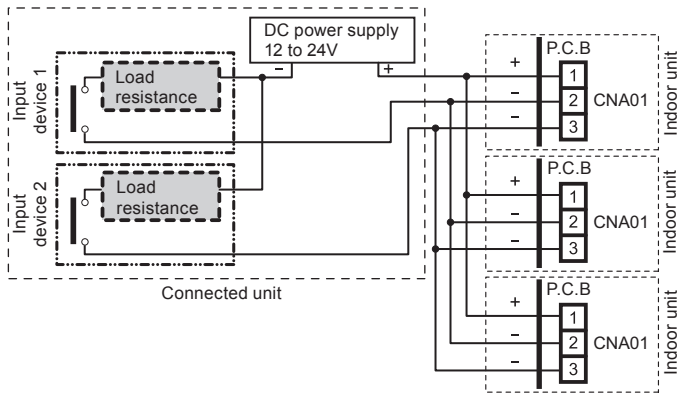 DC power supply
12 to 24V
−
+
Input
device 1
Load
resistance
Input
device 2
Load
resistance
Connected unit
P.C.B
+
1
−
2
CNA01
−
3
Indoor unit
P.C.B
+
1
−
2
CNA01
−
3
Indoor unit
P.C.B
+
1
−
2
CNA01
−
3
Indoor unit